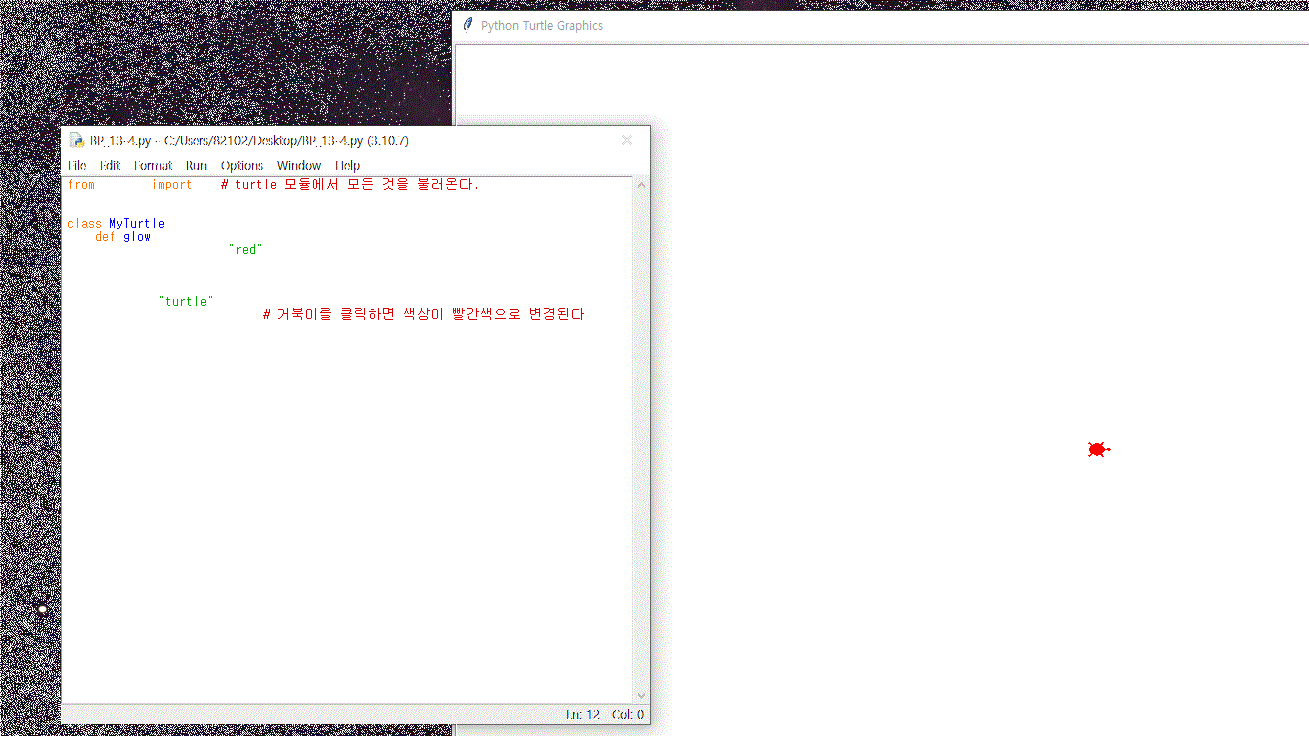 Python Turtle Graphics
BP_13-4.py - C:/Users/82102/Desktop/BP_13-4.py (3.10.7)
File Edit Format Run Options Window Help
from import # turtle 모듈에서 모든 것을 불러온다.
class MyTurtle
def glow
"red"
"turtle"
# 거북이를 클릭하면 색상이 빨간색으로 변경된다
Ln: 12 Col: 0